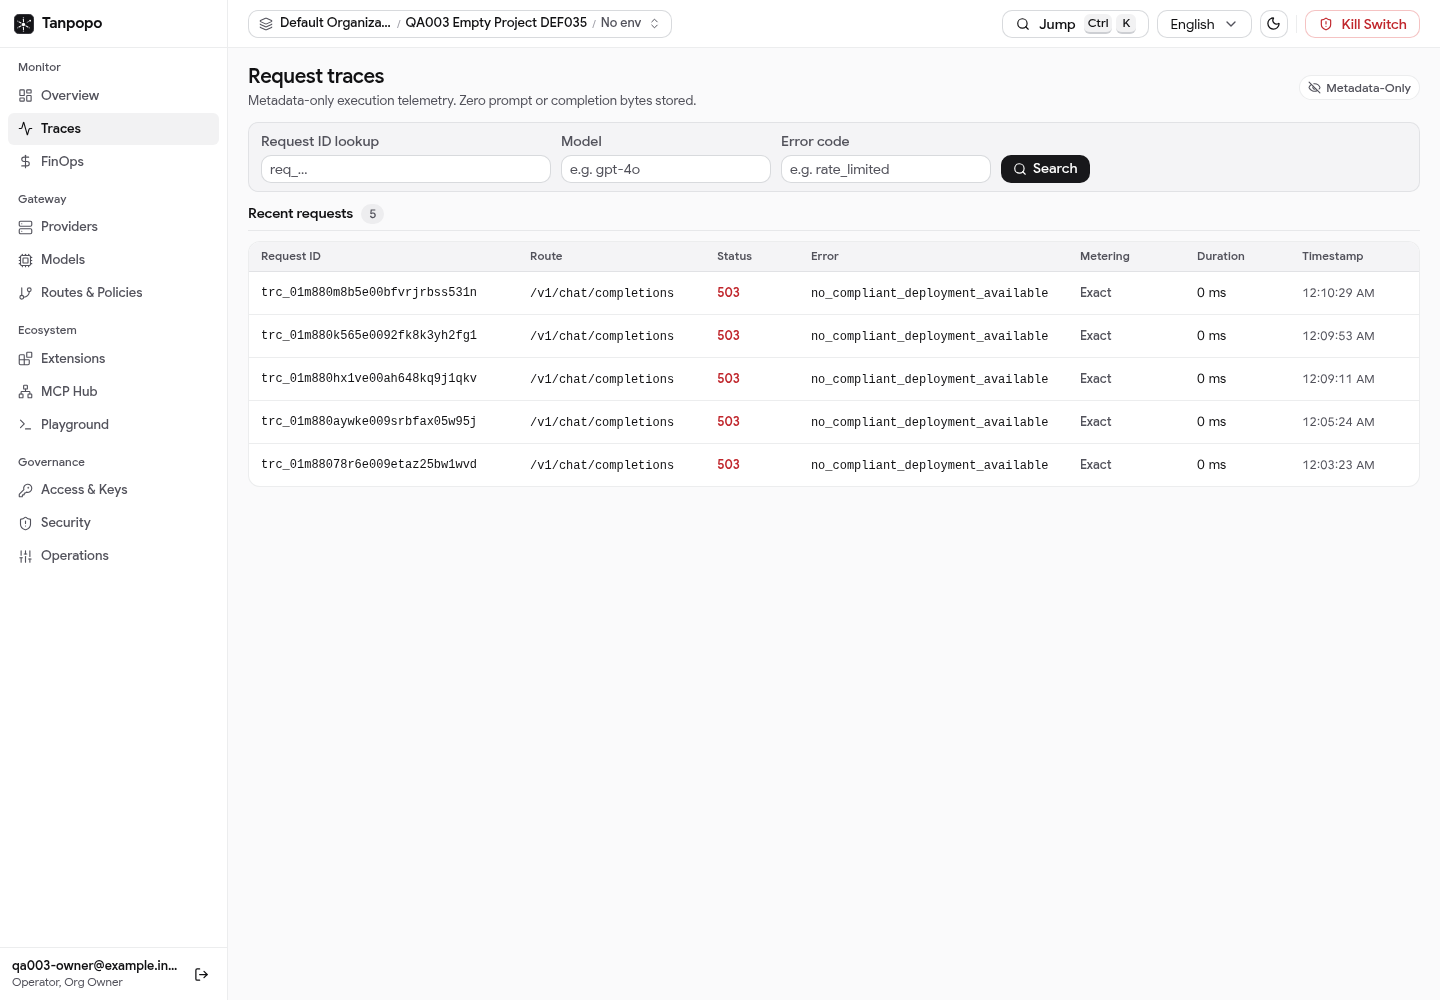 Tanpopo
Default Organiza... / QA003 Empty Project DEF035 / No env
Jump Ctrl K
English
Kill Switch
Monitor
Overview
Traces
FinOps
Gateway
Providers
Models
Routes & Policies
Ecosystem
Extensions
MCP Hub
Playground
Governance
Access & Keys
Security
Operations
qa003-owner@example.in...
Operator, Org Owner
Request traces
Metadata-only execution telemetry. Zero prompt or completion bytes stored.
Metadata-Only
Request ID lookup Model Error code
req_... e.g. gpt-4o e.g. rate_limited Search
Recent requests 5
Request ID Route Status Error Metering Duration Timestamp
trc_01m880m8b5e00bfvrjrbss531n /v1/chat/completions 503 no_compliant_deployment_available Exact 0 ms 12:10:29 AM
trc_01m880k565e0092fk8k3yh2fg1 /v1/chat/completions 503 no_compliant_deployment_available Exact 0 ms 12:09:53 AM
trc_01m880hx1ve00ah648kq9j1qkv /v1/chat/completions 503 no_compliant_deployment_available Exact 0 ms 12:09:11 AM
trc_01m880aywke009srbfax05w95j /v1/chat/completions 503 no_compliant_deployment_available Exact 0 ms 12:05:24 AM
trc_01m88078r6e009etaz25bw1wvd /v1/chat/completions 503 no_compliant_deployment_available Exact 0 ms 12:03:23 AM